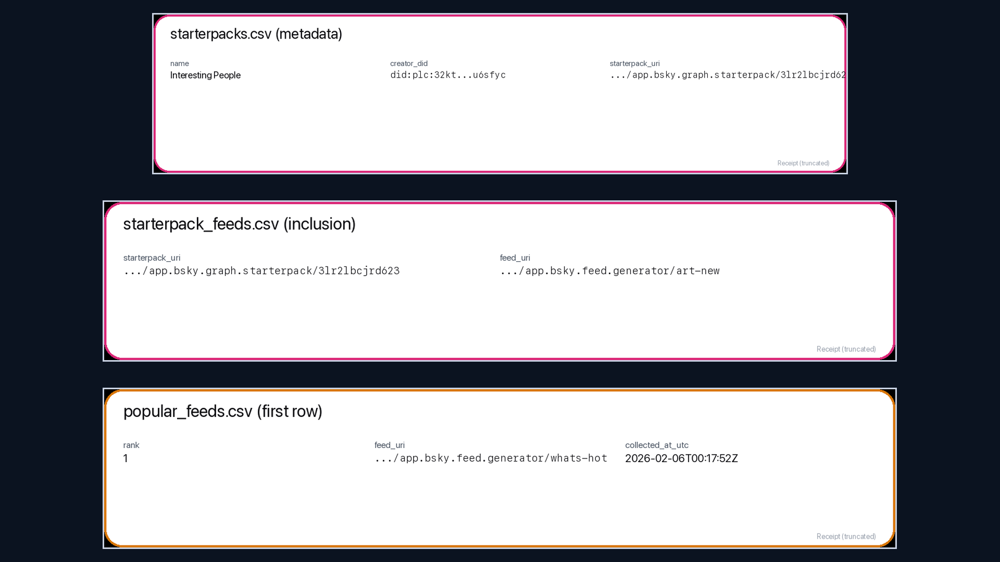 starterpacks.csv (metadata)
name creator_did starterpack_uri
Interesting People did:plc:32kt...u6sfyc .../app.bsky.graph.starterpack/3lr2lbcjrd62
Receipt (truncated)
starterpack_feeds.csv (inclusion)
starterpack_uri feed_uri
.../app.bsky.graph.starterpack/3lr2lbcjrd623 .../app.bsky.feed.generator/art-new
Receipt (truncated)
popular_feeds.csv (first row)
rank feed_uri collected_at_utc
1 .../app.bsky.feed.generator/whats-hot 2026-02-06T00:17:52Z
Receipt (truncated)